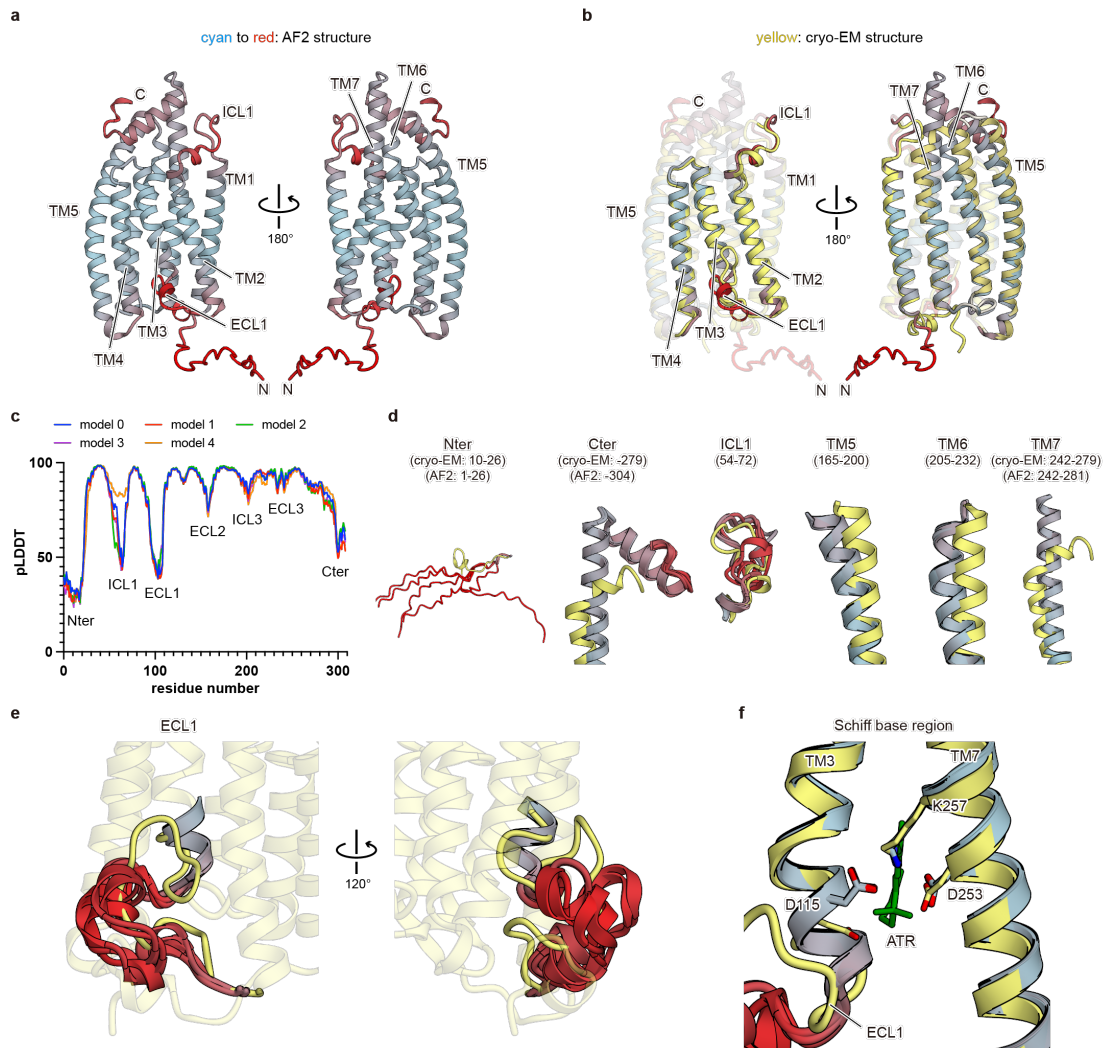 a
cyan to red: AF2 structure
C
ICL1
TM1
TM5
180°
TM2
TM3
ECL1
TM4
N
TM7
TM6
C
TM5
N
b
yellow: cryo-EM structure
C
ICL1
TM1
TM5
180°
TM2
TM3
ECL1
TM4
N
TM6
TM7
C
TM5
N
c
model 0
model 1
model 2
model 3
model 4
pLDDT
100
50
0
Nter
ICL1
ECL1
ECL2
ICL3
ECL3
Cter
0
100
200
300
residue number
d
Nter
(cryo-EM: 10-26)
(AF2: 1-26)
Cter
(cryo-EM: -279)
(AF2: -304)
ICL1
(54-72)
TM5
(165-200)
TM6
(205-232)
TM7
(cryo-EM: 242-279)
(AF2: 242-281)
e
ECL1
120°
f
Schiff base region
TM3
TM7
K257
D115
D253
ATR
ECL1